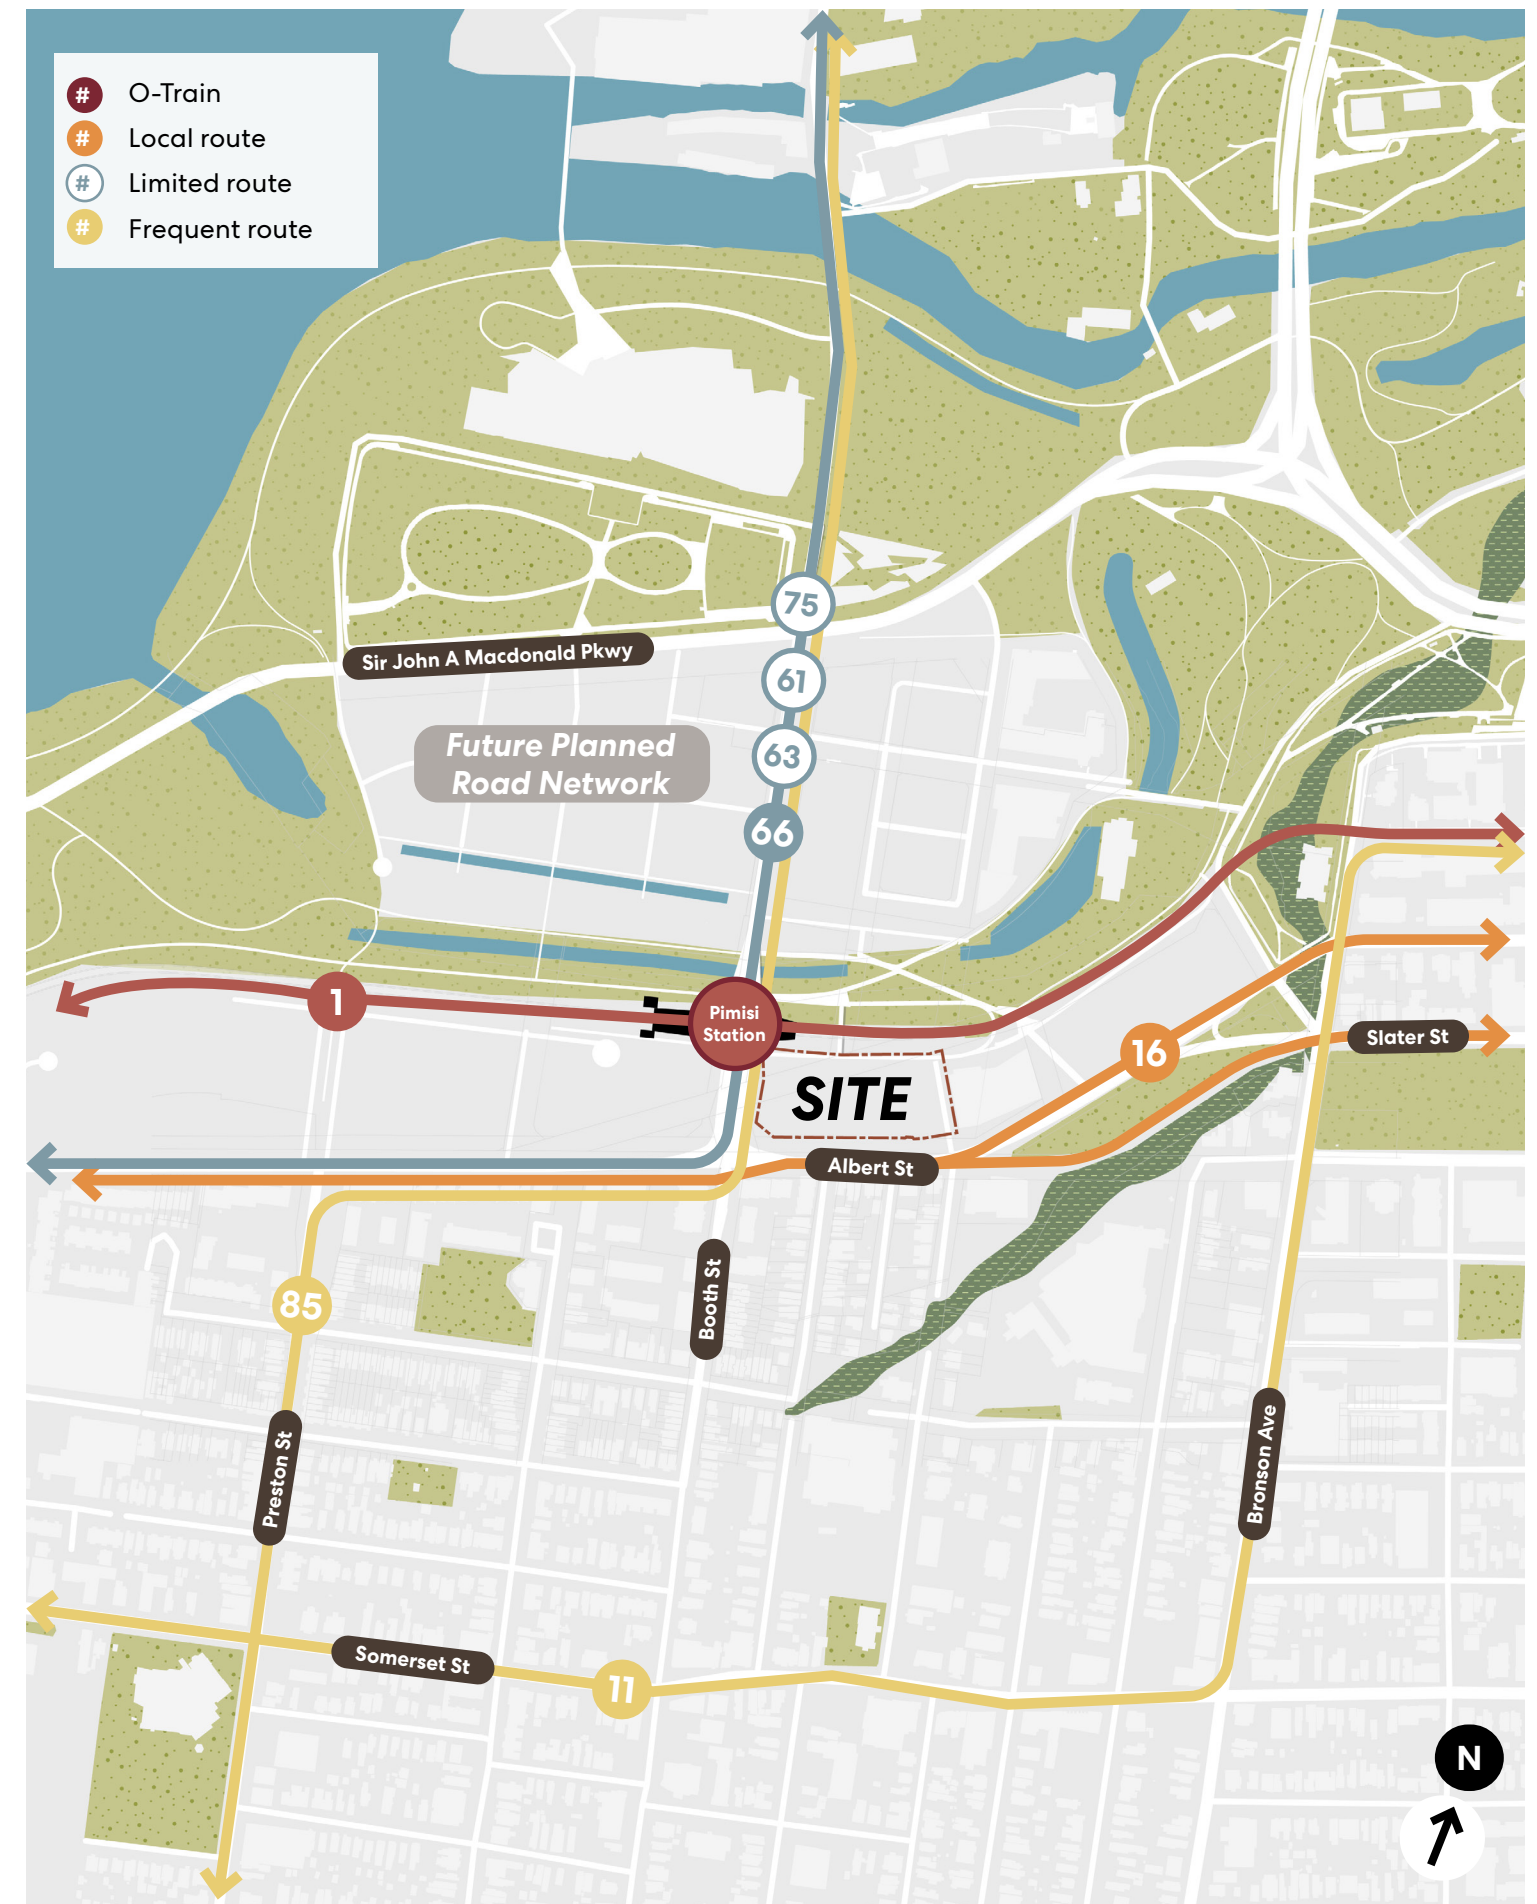 # O-Train
# Local route
# Limited route
# Frequent route
75
Sir John A Macdonald Pkwy
61
Future Planned
Road Network
63
66
1
Pimisi
Station
16
Slater St
SITE
Albert St
85
Booth St
Preston St
Bronson Ave
Somerset St
11
N